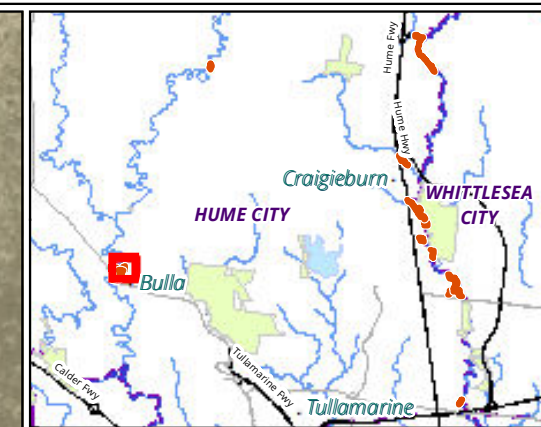 Hume Fwy
Hume Hwy
Craigieburn
WHITTLESEA
CITY
HUME CITY
Bulla
Tullamarine Fwy
Calder Fwy
Tullamarine